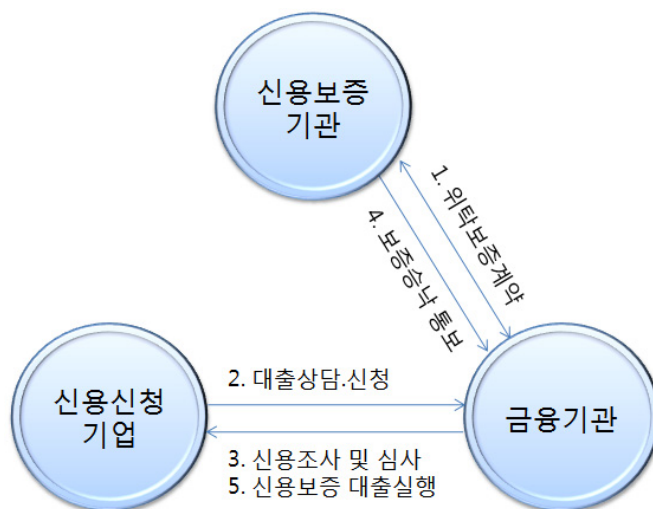 신용보증
기관
1. 위탁보증계약
4. 보증승낙 통보
신용신청
기업
2. 대출상담.신청
3. 신용조사 및 심사
5. 신용보증 대출실행
금융기관